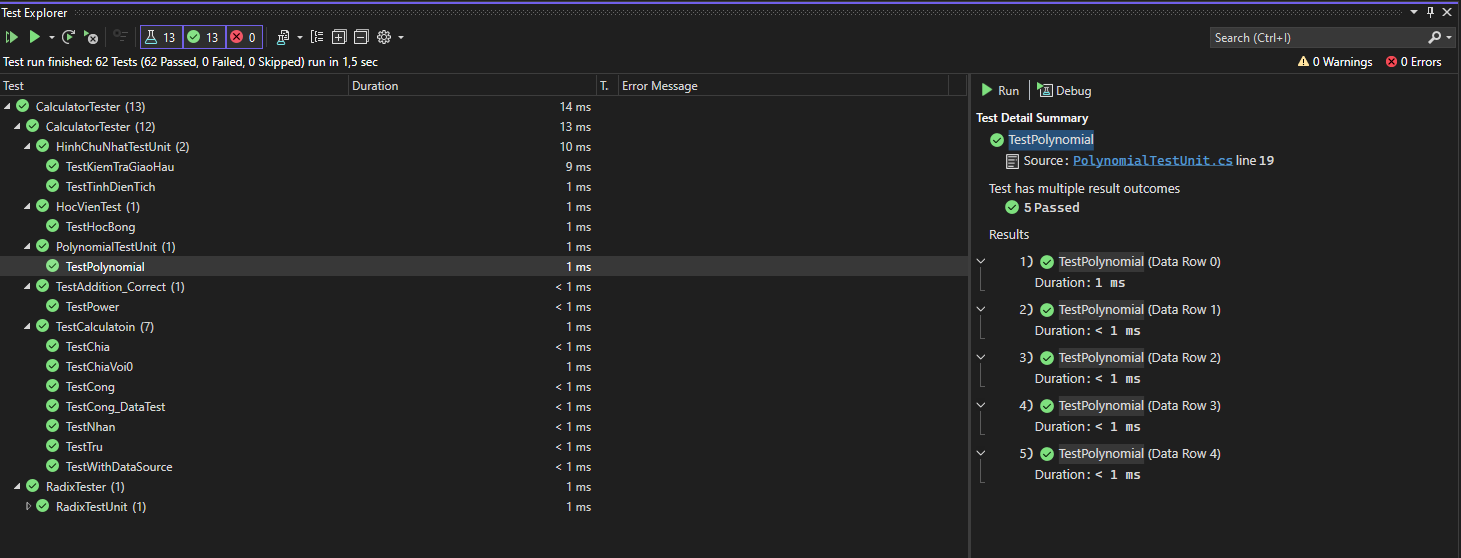 Test Explorer
13 13 0
Search (Ctrl+I)
Test run finished: 62 Tests (62 Passed, 0 Failed, 0 Skipped) run in 1,5 sec
0 Warnings 0 Errors
Test Duration T. Error Message
CalculatorTester (13) 14 ms
CalculatorTester (12) 13 ms
HinhChuNhatTestUnit (2) 10 ms
TestKiemTraGiaoHau 9 ms
TestTinhDienTich 1 ms
HocVienTest (1) 1 ms
TestHocBong 1 ms
PolynomialTestUnit (1) 1 ms
TestPolynomial 1 ms
TestAddition_Correct (1) < 1 ms
TestPower < 1 ms
TestCalculatoin (7) 1 ms
TestChia < 1 ms
TestChiaVoi0 1 ms
TestCong < 1 ms
TestCong_DataTest < 1 ms
TestNhan < 1 ms
TestTru < 1 ms
TestWithDataSource < 1 ms
RadixTester (1) 1 ms
RadixTestUnit (1) 1 ms
Run Debug
Test Detail Summary
TestPolynomial
Source: PolynomialTestUnit.cs line 19
Test has multiple result outcomes
5 Passed
Results
1) TestPolynomial (Data Row 0)
Duration: 1 ms
2) TestPolynomial (Data Row 1)
Duration: < 1 ms
3) TestPolynomial (Data Row 2)
Duration: < 1 ms
4) TestPolynomial (Data Row 3)
Duration: < 1 ms
5) TestPolynomial (Data Row 4)
Duration: < 1 ms